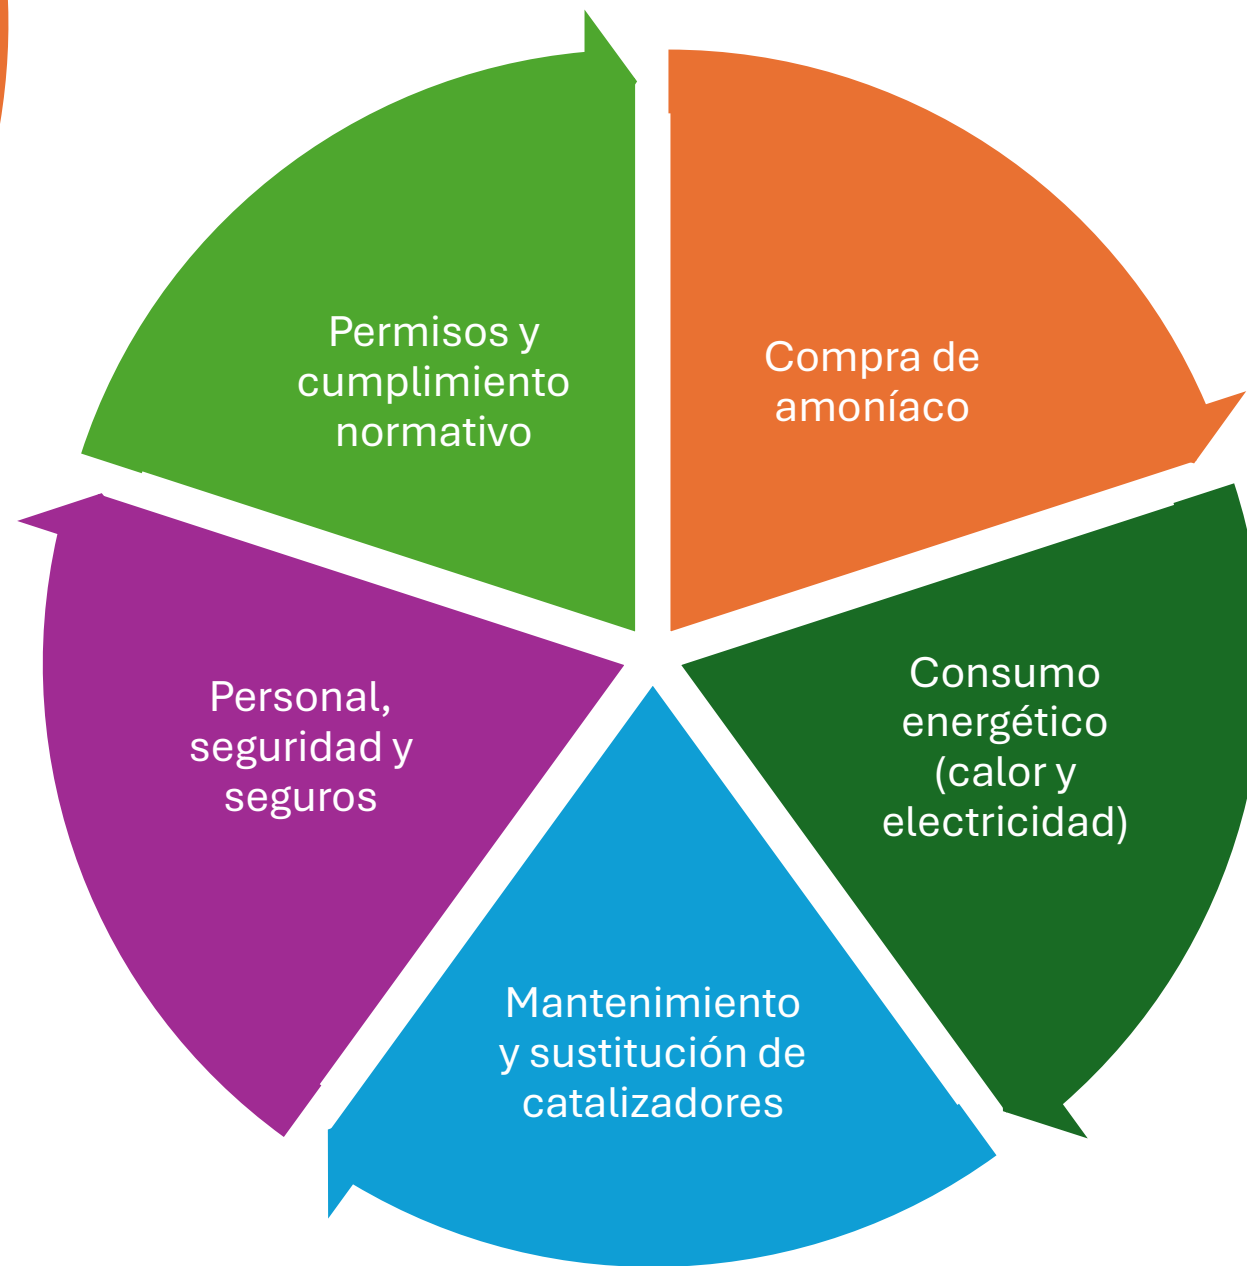 Permisos y
cumplimiento
normativo
Compra de
amoníaco
Consumo
energético
(calor y
electricidad)
Personal,
seguridad y
seguros
Mantenimiento
y sustitución de
catalizadores